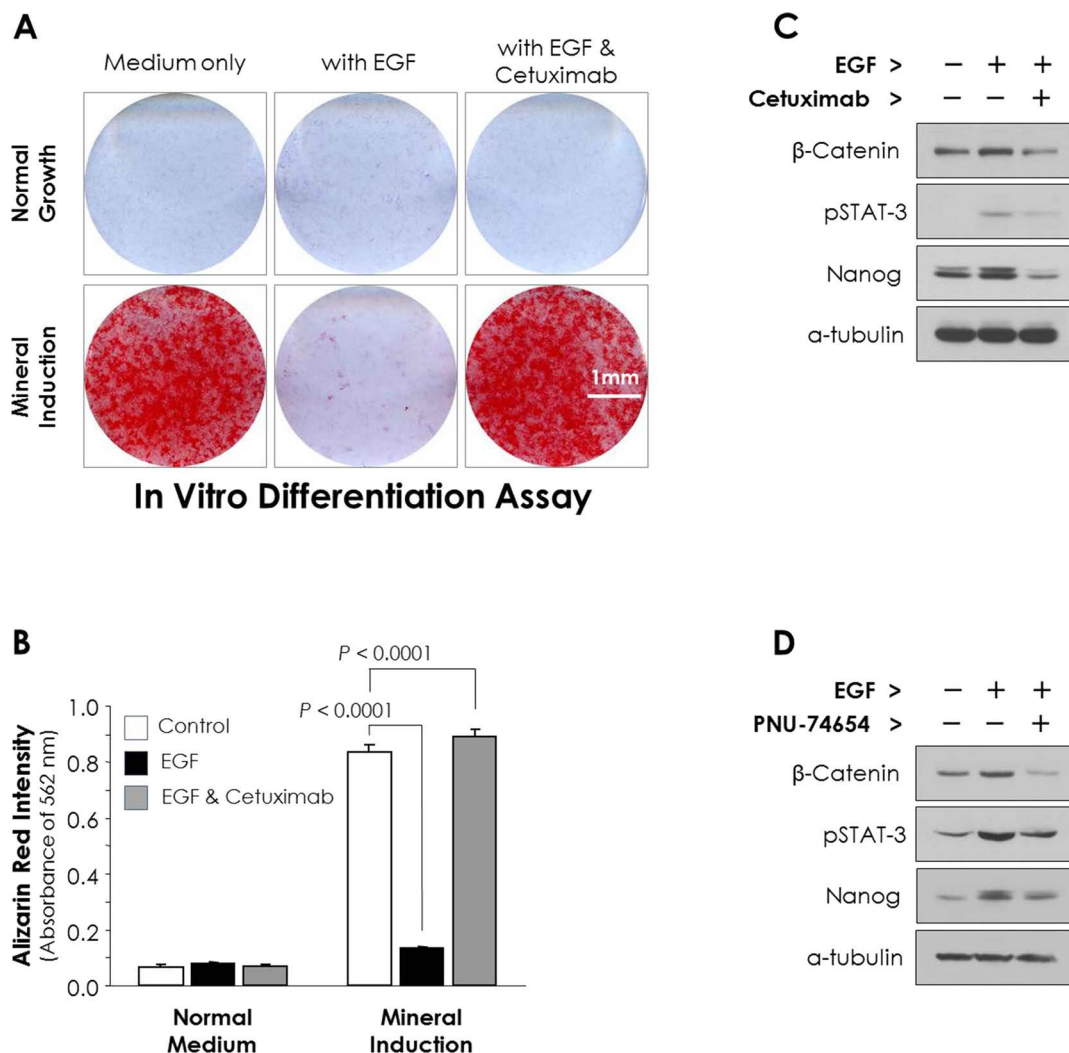 A
Medium only
with EGF
with EGF &
Cetuximab
Normal
Growth
Mineral
Induction
1mm
In Vitro Differentiation Assay
B
P < 0.0001
P < 0.0001
Alizarin Red Intensity
(Absorbance of 562 nm)
1.0
0.8
0.6
0.4
0.2
0.0
Control
EGF
EGF & Cetuximab
Normal
Medium
Mineral
Induction
C
EGF > − + +
Cetuximab > − − +
β-Catenin
pSTAT-3
Nanog
α-tubulin
D
EGF > − + +
PNU-74654 > − − +
β-Catenin
pSTAT-3
Nanog
α-tubulin